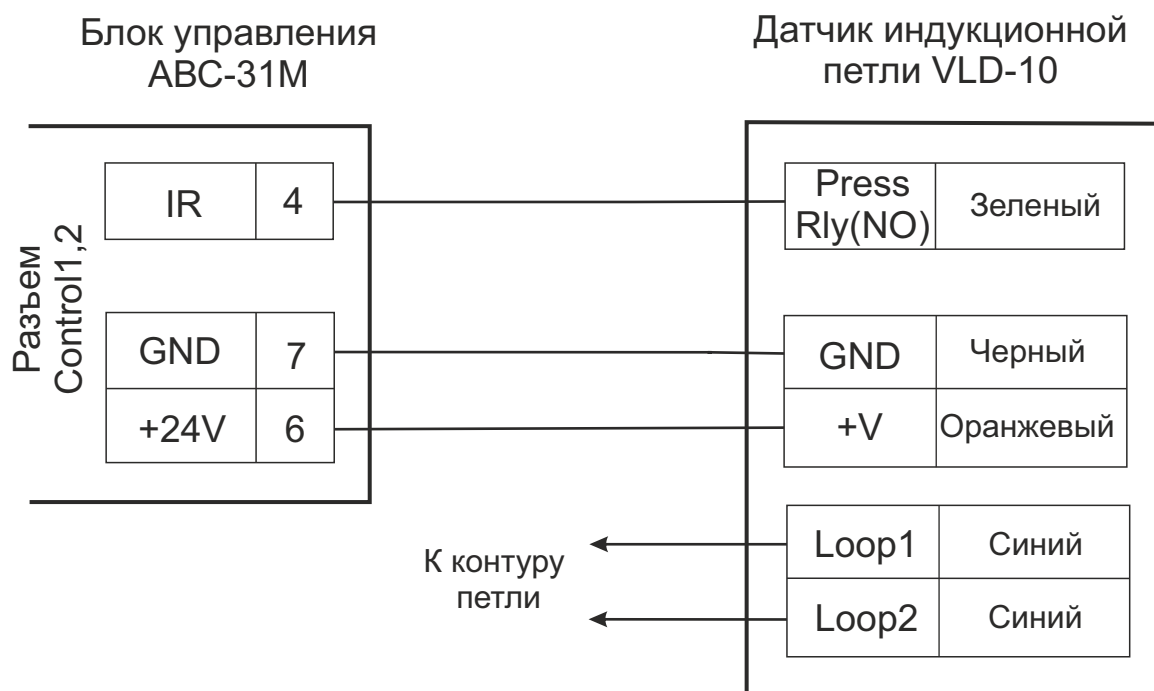 Блок управления
АВС-31М
Датчик индукционной
петли VLD-10
Разъем
Control1,2
IR 4
GND 7
+24V 6
Press
Rly(NO)
Зеленый
GND Черный
+V Оранжевый
Loop1 Синий
Loop2 Синий
К контуру
петли